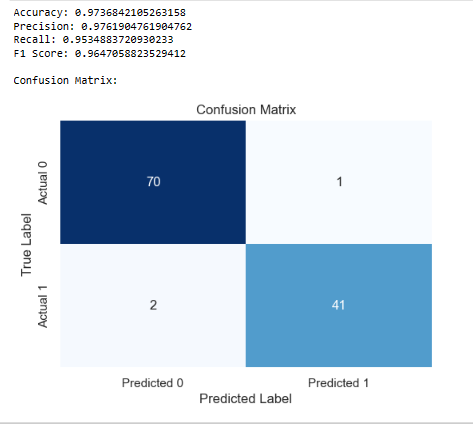 Accuracy: 0.9736842105263158
Precision: 0.9761904761904762
Recall: 0.9534883720930233
F1 Score: 0.9647058823529412
Confusion Matrix:
Confusion Matrix
Actual 0
70
1
True Label
Actual 1
2
41
Predicted 0
Predicted 1
Predicted Label